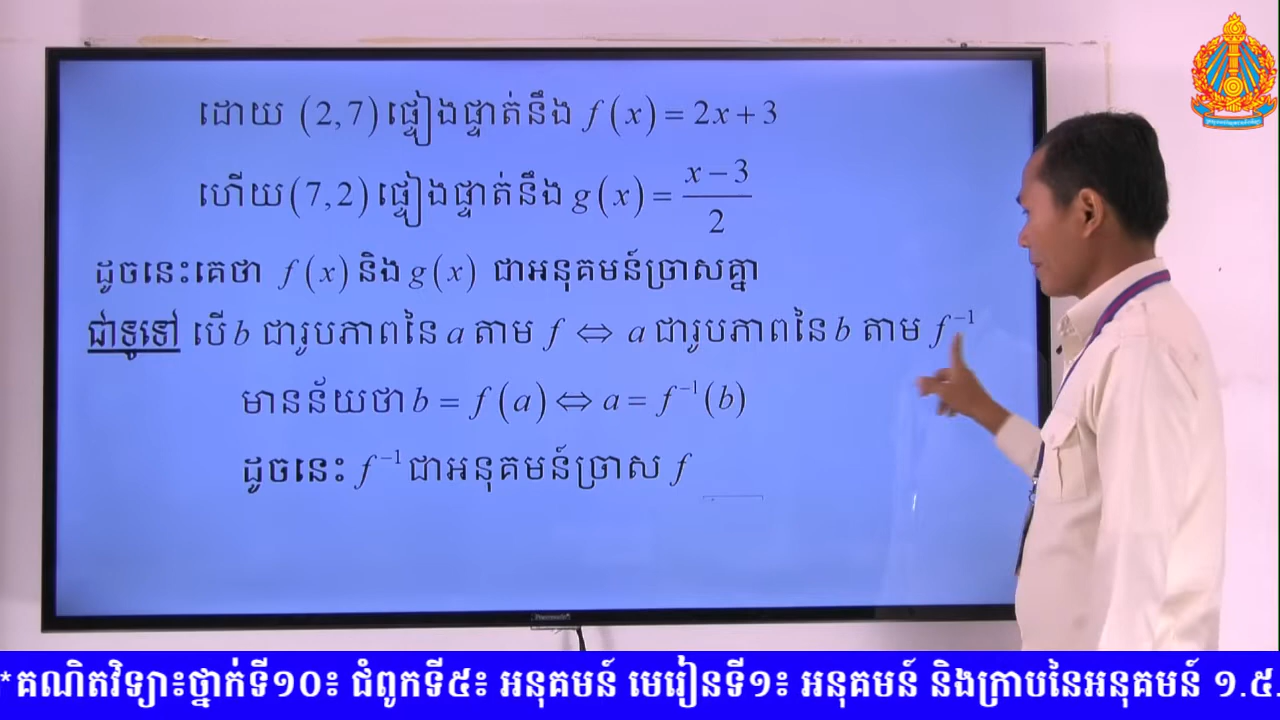 ដោយ (2,7) ផ្ទៀងផ្ទាត់នឹង f(x) = 2x + 3
ហើយ (7,2) ផ្ទៀងផ្ទាត់នឹង g(x) = (x − 3)/2
ដូចនេះគេថា f(x) និង g(x) ជាអនុគមន៍ច្រាសគ្នា
ជាទូទៅ បើ b ជារូបភាពនៃ a តាម f ⇔ a ជារូបភាពនៃ b តាម f⁻¹
មានន័យថា b = f(a) ⇔ a = f⁻¹(b)
ដូចនេះ f⁻¹ ជាអនុគមន៍ច្រាស f
*គណិតវិទ្យា៖ថ្នាក់ទី១០៖ ជំពូកទី៥៖ អនុគមន៍ មេរៀនទី១៖ អនុគមន៍ និងក្រាបនៃអនុគមន៍ ១.៥.